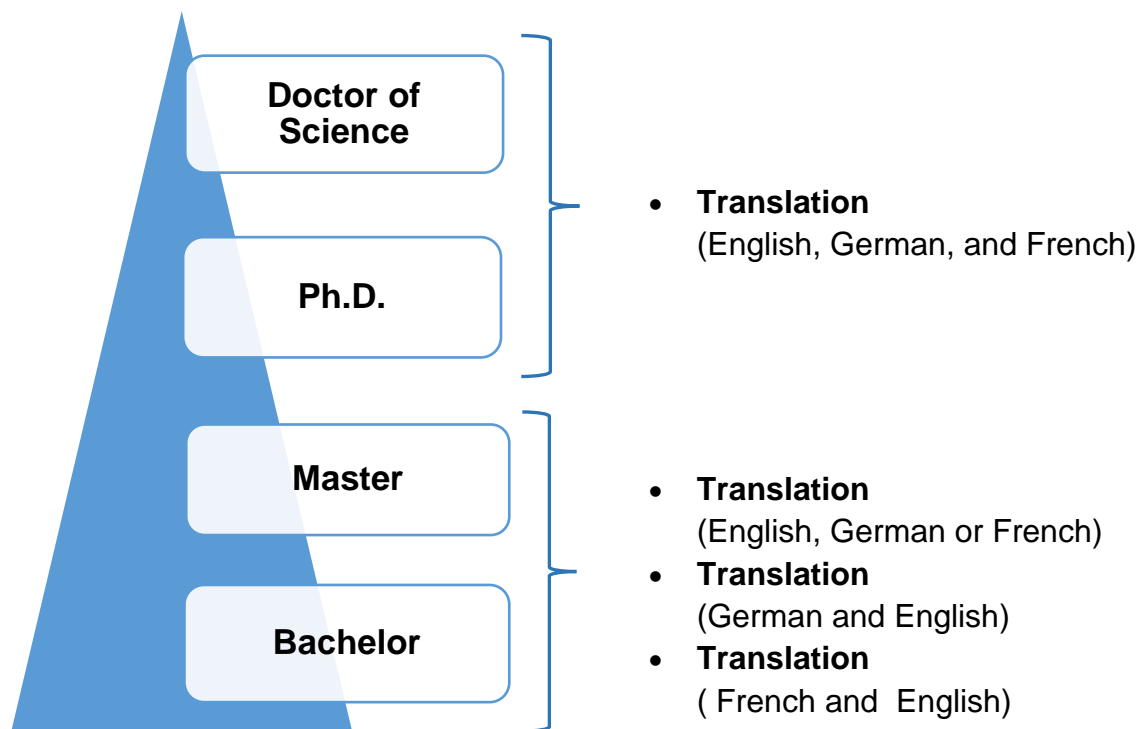 Doctor of
Science
Ph.D.
Master
Bachelor
• Translation
(English, German, and French)
• Translation
(English, German or French)
• Translation
(German and English)
• Translation
( French and  English)